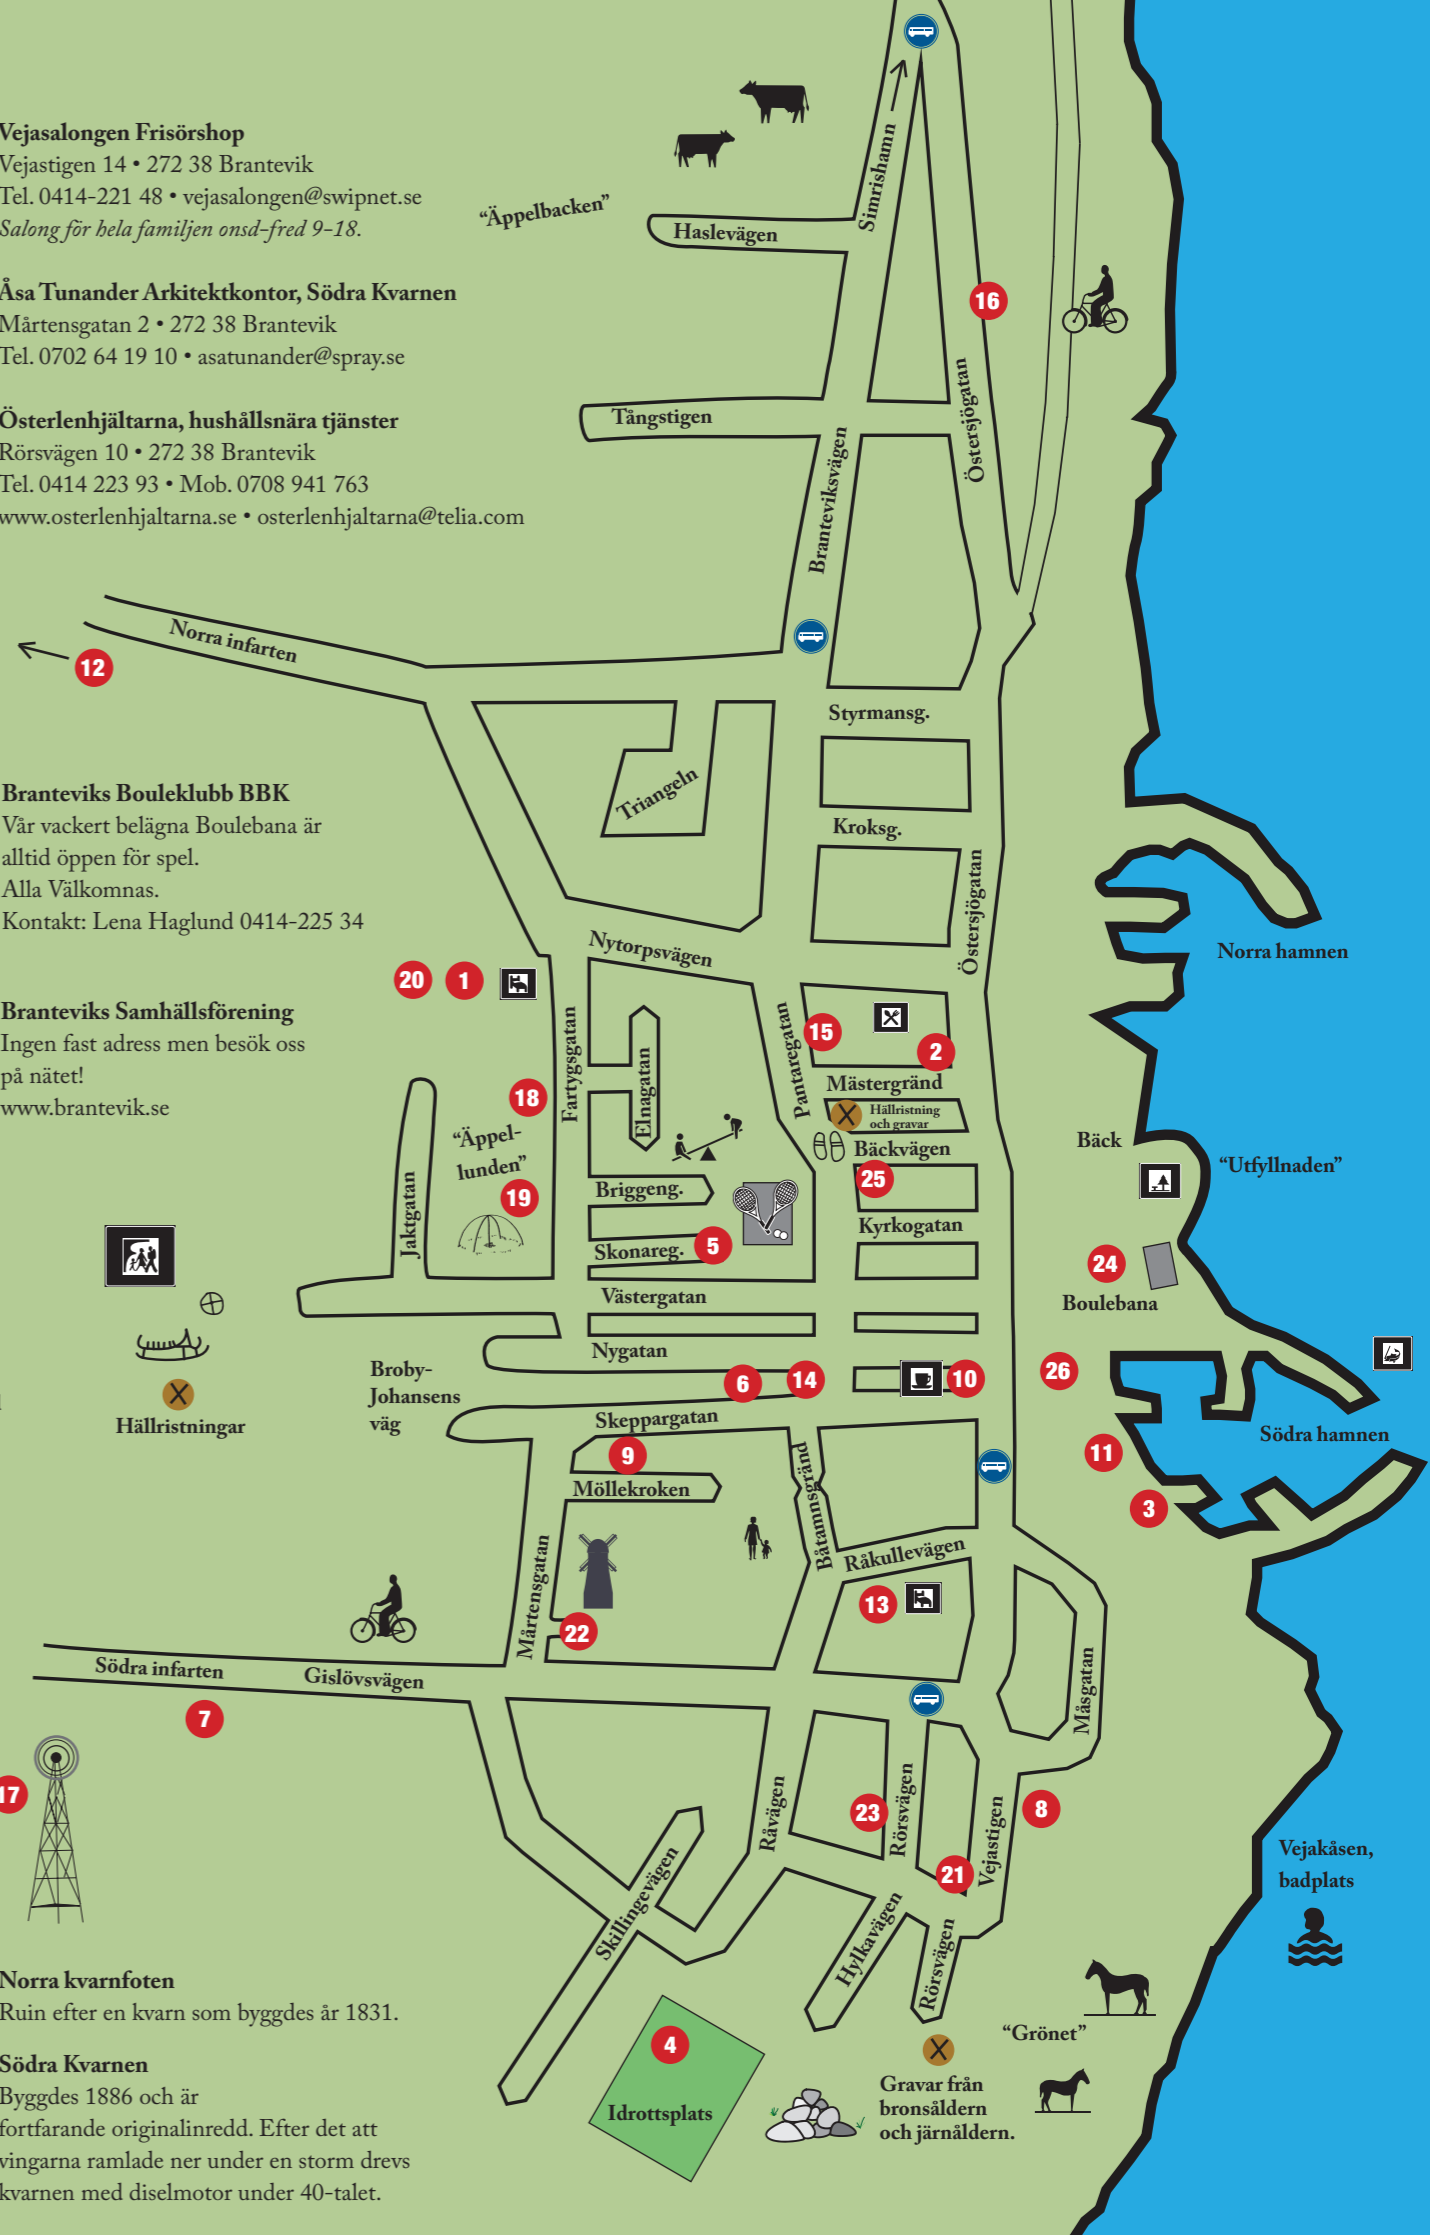 Vejasalongen Frisörshop
Vejastigen 14 • 272 38 Brantevik
Tel. 0414-221 48 • vejasalongen@swipnet.se
Salong för hela familjen onsd-fred 9-18.
Åsa Tunander Arkitektkontor, Södra Kvarnen
Mårtensgatan 2 • 272 38 Brantevik
Tel. 0702 64 19 10 • asatunander@spray.se
Österlenhjältarna, hushållsnära tjänster
Rörsvägen 10 • 272 38 Brantevik
Tel. 0414 223 93 • Mob. 0708 941 763
www.osterlenhjaltarna.se • osterlenhjaltarna@telia.com
Branteviks Bouleklubb BBK
Vår vackert belägna Boulebana är
alltid öppen för spel.
Alla Välkomnas.
Kontakt: Lena Haglund 0414-225 34
Branteviks Samhällsförening
Ingen fast adress men besök oss
på nätet!
www.brantevik.se
Norra kvarnfoten
Ruin efter en kvarn som byggdes år 1831.
Södra Kvarnen
Byggdes 1886 och är
fortfarande originalinredd. Efter det att
vingarna ramlade ner under en storm drevs
kvarnen med diselmotor under 40-talet.
"Äppelbacken"
Haslevägen
Simrishamn
16
Tångstigen
Östersjögatan
Branteviksvägen
Norra infarten
12
Styrmansg.
Triangeln
Kroksg.
Östersjögatan
Nytorpsvägen
Norra hamnen
20
1
Fartygsgatan
Elnagatan
Pantaregatan
15
2
Mästergränd
X
Hällristning
och gravar
18
"Äppel-
lunden"
19
Jaktgatan
Bäckvägen
25
Bäck
"Utfyllnaden"
Briggeng.
Skonareg.
5
Kyrkogatan
24
Boulebana
Västergatan
Nygatan
Broby-
Johansens
väg
X
Hällristningar
6
14
10
26
Skeppargatan
9
Möllekroken
Båtamnsgränd
Södra hamnen
11
3
Mårtensgatan
22
Råkullevägen
13
Måsgatan
Södra infarten
Gislövsvägen
7
17
Råvägen
23
Rörsvägen
21
Vejastigen
8
Vejakåsen,
badplats
Skillingevägen
Hylkavägen
Rörsvägen
4
Idrottsplats
X
Gravar från
bronsåldern
och järnåldern.
"Grönet"